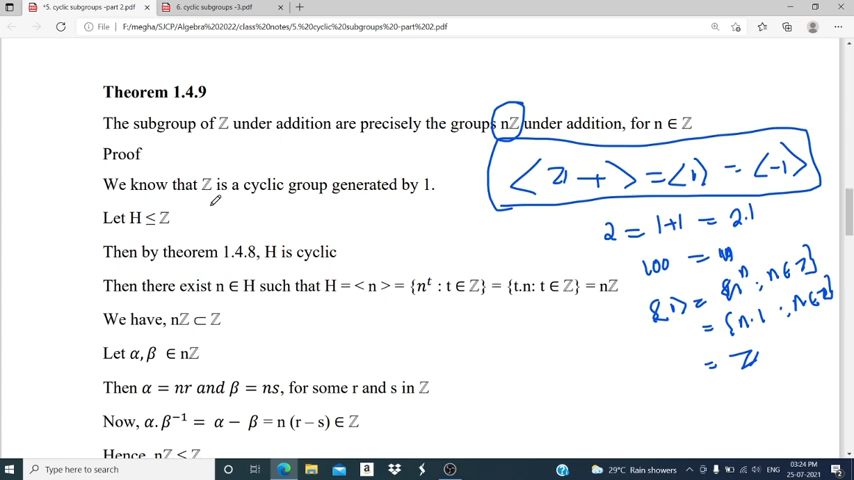 *5. cyclic subgroups -part 2.pdf
6. cyclic subgroups -3.pdf
File | F:/megha/SJCP/Algebra%202022/class%20notes/5.%20cyclic%20subgroups%20-part%202.pdf
Theorem 1.4.9
The subgroup of ℤ under addition are precisely the groups nℤ under addition, for n ∈ ℤ
Proof
< ℤ, + > = <1> = <-1>
We know that ℤ is a cyclic group generated by 1.
Let H ≤ ℤ
2 = 1+1 = 2.1
Then by theorem 1.4.8, H is cyclic
100 =
Then there exist n ∈ H such that H = < n > = {𝑛ᵗ : t ∈ ℤ} = {t.n: t ∈ ℤ} = nℤ
We have, nℤ ⊂ ℤ
= {n.1 : n∈ℤ}
Let 𝛼, 𝛽 ∈ nℤ
= ℤ
Then 𝛼 = 𝑛𝑟 𝑎𝑛𝑑 𝛽 = 𝑛𝑠, for some r and s in ℤ
Now, 𝛼. 𝛽⁻¹ = 𝛼 − 𝛽 = n (r – s) ∈ ℤ
Hence, nℤ ≤ ℤ
Type here to search
29°C Rain showers
ENG
03:24 PM
25-07-2021
2